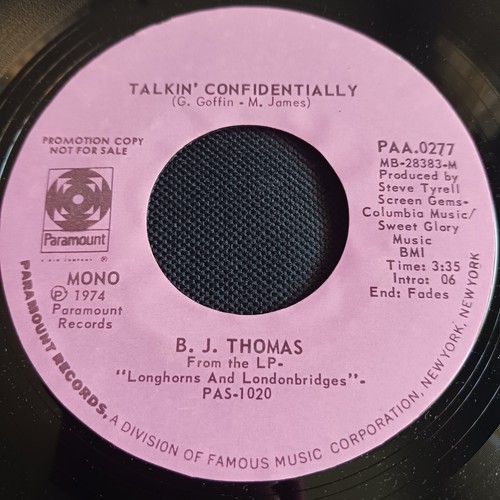 TALKIN' CONFIDENTIALLY
(G. Goffin - M. James)
PROMOTION COPY
NOT FOR SALE
Paramount
MONO
Ⓟ 1974
Paramount
Records
PAA.0277
MB-28383-M
Produced by
Steve Tyrell
Screen Gems-
Columbia Music/
Sweet Glory
Music
BMI
Time: 3:35
Intro: 06
End: Fades
B. J. THOMAS
From the LP-
"Longhorns And Londonbridges"-
PAS-1020
PARAMOUNT RECORDS, A DIVISION OF FAMOUS MUSIC CORPORATION, NEW YORK, NEW YORK